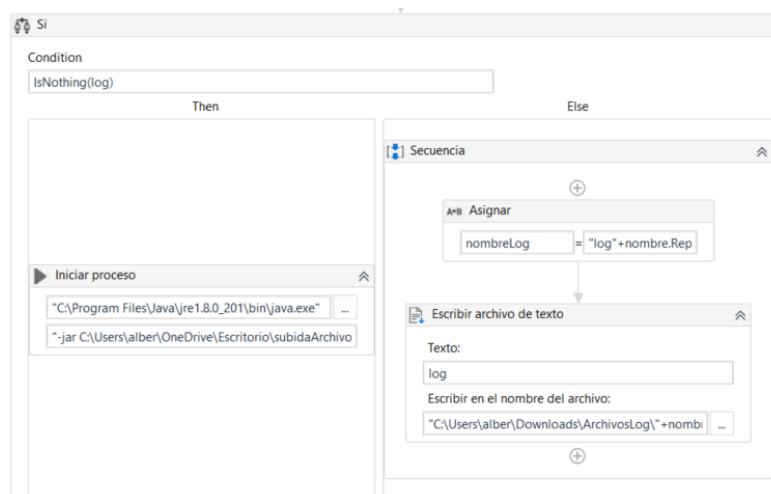 Si
Condition
IsNothing(log)
Then
Else
Secuencia
A+B Asignar
nombreLog = "log"+nombre.Rep
Iniciar proceso
"C:\Program Files\Java\jre1.8.0_201\bin\java.exe" ...
"-jar C:\Users\alber\OneDrive\Escritorio\subidaArchivo
Escribir archivo de texto
Texto:
log
Escribir en el nombre del archivo:
"C:\Users\alber\Downloads\ArchivosLog\"+nombr ...